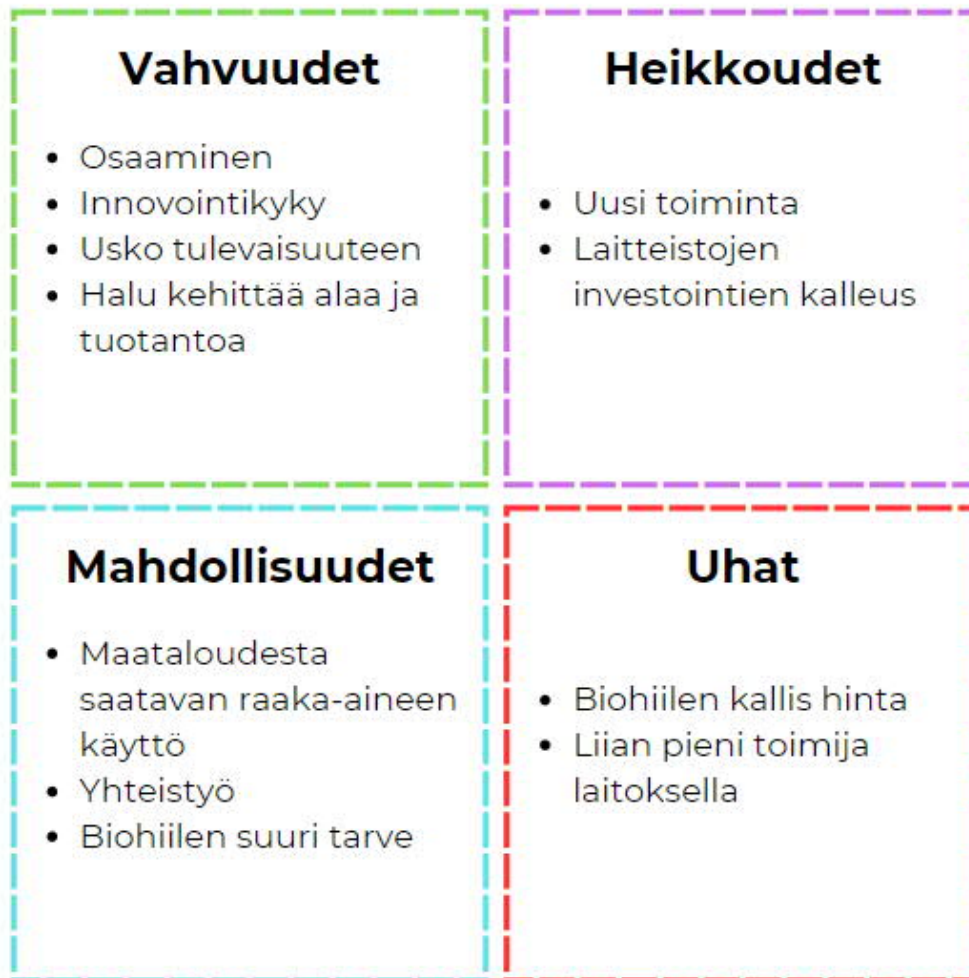 Vahvuudet
• Osaaminen
• Innovointikyky
• Usko tulevaisuuteen
• Halu kehittää alaa ja
tuotantoa
Heikkoudet
• Uusi toiminta
• Laitteistojen
investointien kalleus
Mahdollisuudet
• Maataloudesta
saatavan raaka-aineen
käyttö
• Yhteistyö
• Biohiilen suuri tarve
Uhat
• Biohiilen kallis hinta
• Liian pieni toimija
laitoksella